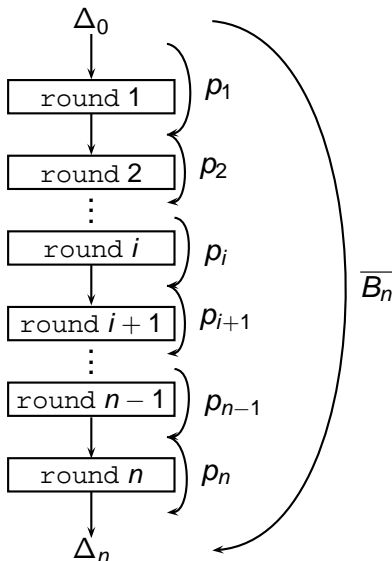 Δ₀
round 1
p₁
round 2
p₂
⋮
round i
pᵢ
B̅ₙ
round i + 1
pᵢ₊₁
⋮
round n − 1
pₙ₋₁
round n
pₙ
Δₙ